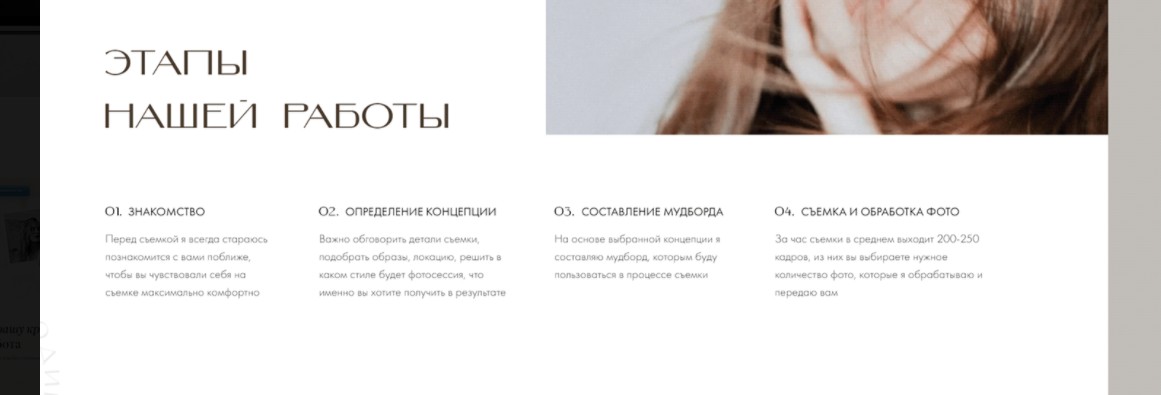 ЭТАПЫ
НАШЕЙ РАБОТЫ
01. ЗНАКОМСТВО
Перед съемкой я всегда стараюсь
познакомится с вами поближе,
чтобы вы чувствовали себя на
съемке максимально комфортно
02. ОПРЕДЕЛЕНИЕ КОНЦЕПЦИИ
Важно обговорить детали съемки,
подобрать образы, локацию, решить в
каком стиле будет фотосессия, что
именно вы хотите получить в результате
03. СОСТАВЛЕНИЕ МУДБОРДА
На основе выбранной концепции я
составляю мудборд, которым буду
пользоваться в процессе съемки
04. СЪЕМКА И ОБРАБОТКА ФОТО
За час съемки в среднем выходит 200-250
кадров, из них вы выбираете нужное
количество фото, которые я обрабатываю и
передаю вам